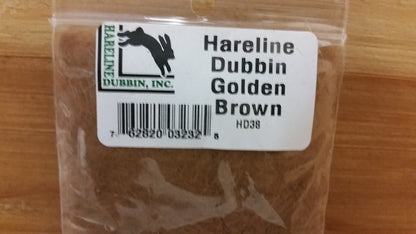 HARELINE
DUBBIN, INC.
Hareline
Dubbin
Golden
Brown
HD38
7 62820 03232 8